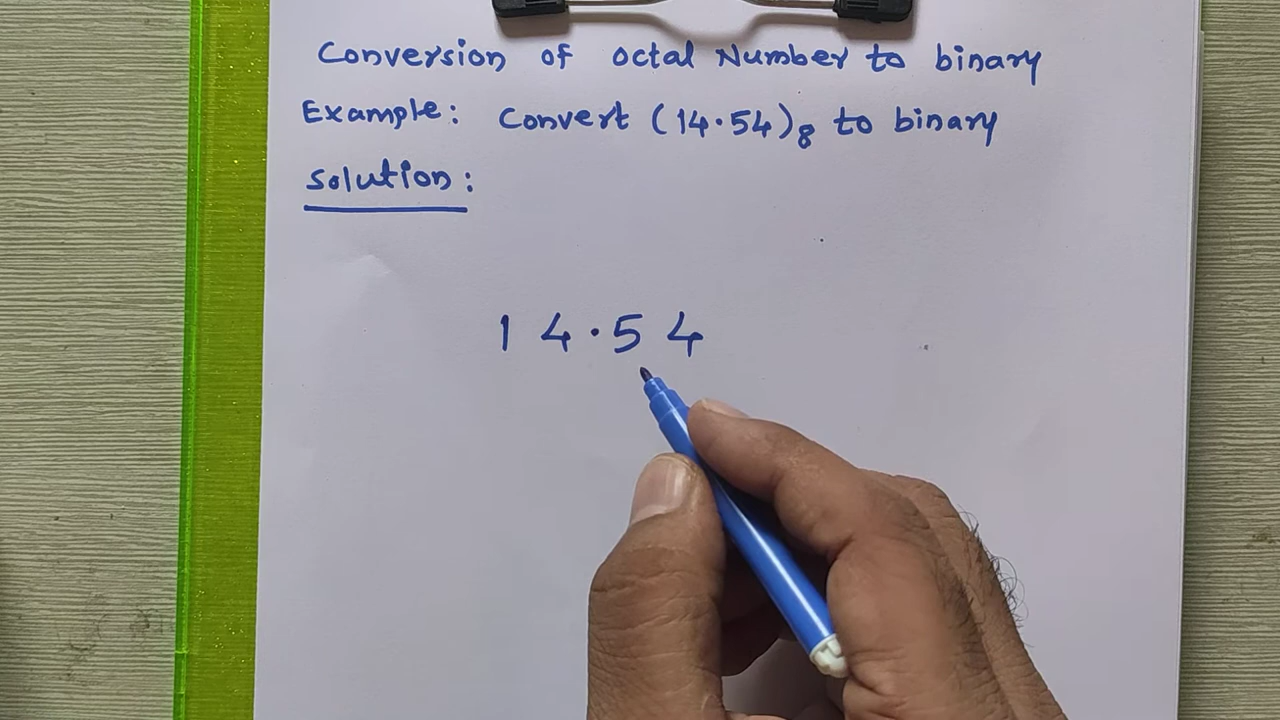 Conversion of octal Number to binary
Example: Convert (14.54)8 to binary
Solution:
14.54